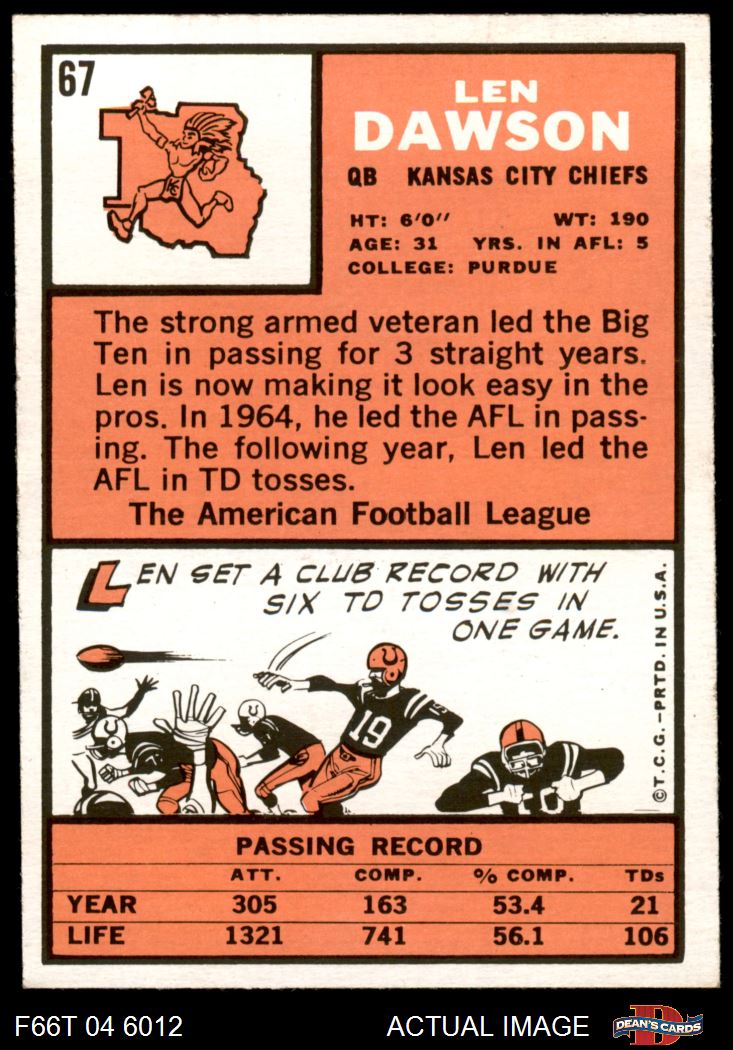 67
LEN
DAWSON
QB KANSAS CITY CHIEFS
HT: 6'0" WT: 190
AGE: 31 YRS. IN AFL: 5
COLLEGE: PURDUE
The strong armed veteran led the Big
Ten in passing for 3 straight years.
Len is now making it look easy in the
pros. In 1964, he led the AFL in pass-
ing. The following year, Len led the
AFL in TD tosses.
The American Football League
LEN SET A CLUB RECORD WITH
SIX TD TOSSES IN
ONE GAME.
19
19
©T.C.G.–PRTD. IN U.S.A.
PASSING RECORD
ATT. COMP. % COMP. TDs
YEAR 305 163 53.4 21
LIFE 1321 741 56.1 106
F66T 04 6012 ACTUAL IMAGE
D
DEAN'S CARDS